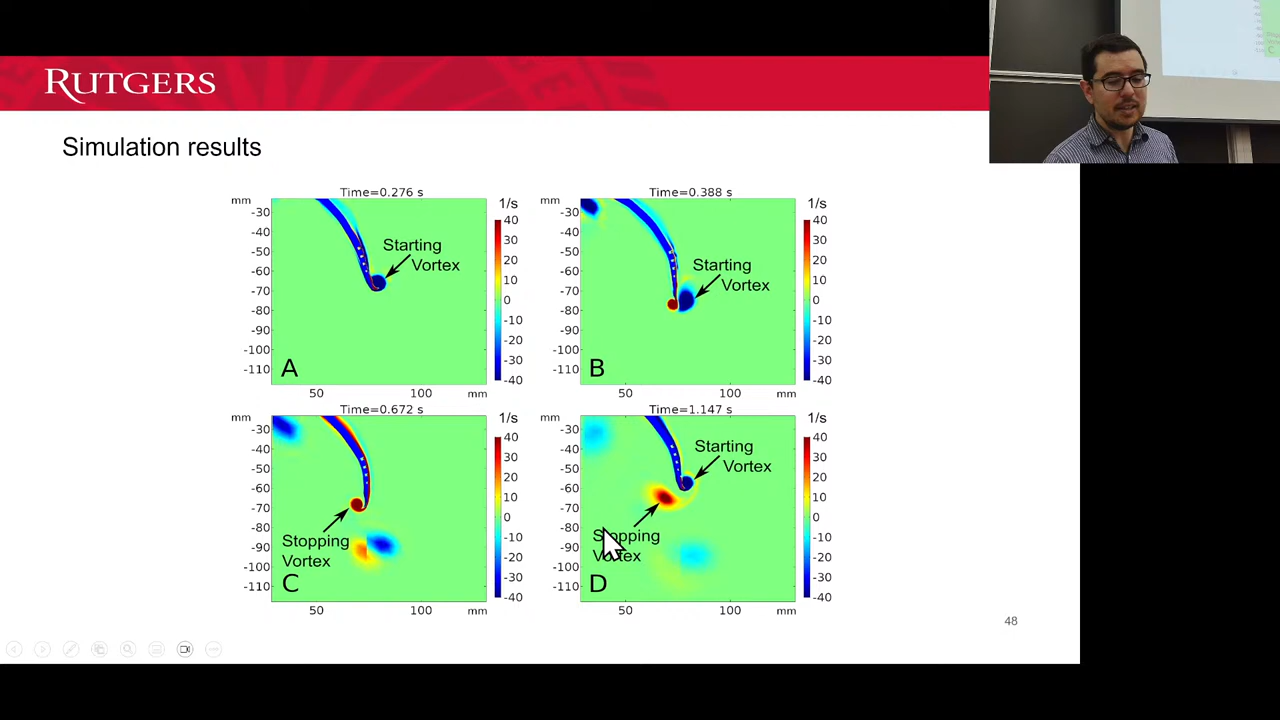 RUTGERS
Simulation results
Time=0.276 s
mm
1/s
-30
-40
-50
-60
-70
-80
-90
-100
-110
50
100
mm
40
30
20
10
0
-10
-20
-30
-40
Starting
Vortex
A
Time=0.388 s
mm
1/s
-30
-40
-50
-60
-70
-80
-90
-100
-110
50
100
mm
40
30
20
10
0
-10
-20
-30
-40
Starting
Vortex
B
Time=0.672 s
mm
1/s
-30
-40
-50
-60
-70
-80
-90
-100
-110
50
100
mm
40
30
20
10
0
-10
-20
-30
-40
Stopping
Vortex
C
Time=1.147 s
mm
1/s
-30
-40
-50
-60
-70
-80
-90
-100
-110
50
100
mm
40
30
20
10
0
-10
-20
-30
-40
Starting
Vortex
Stopping
Vortex
D
48